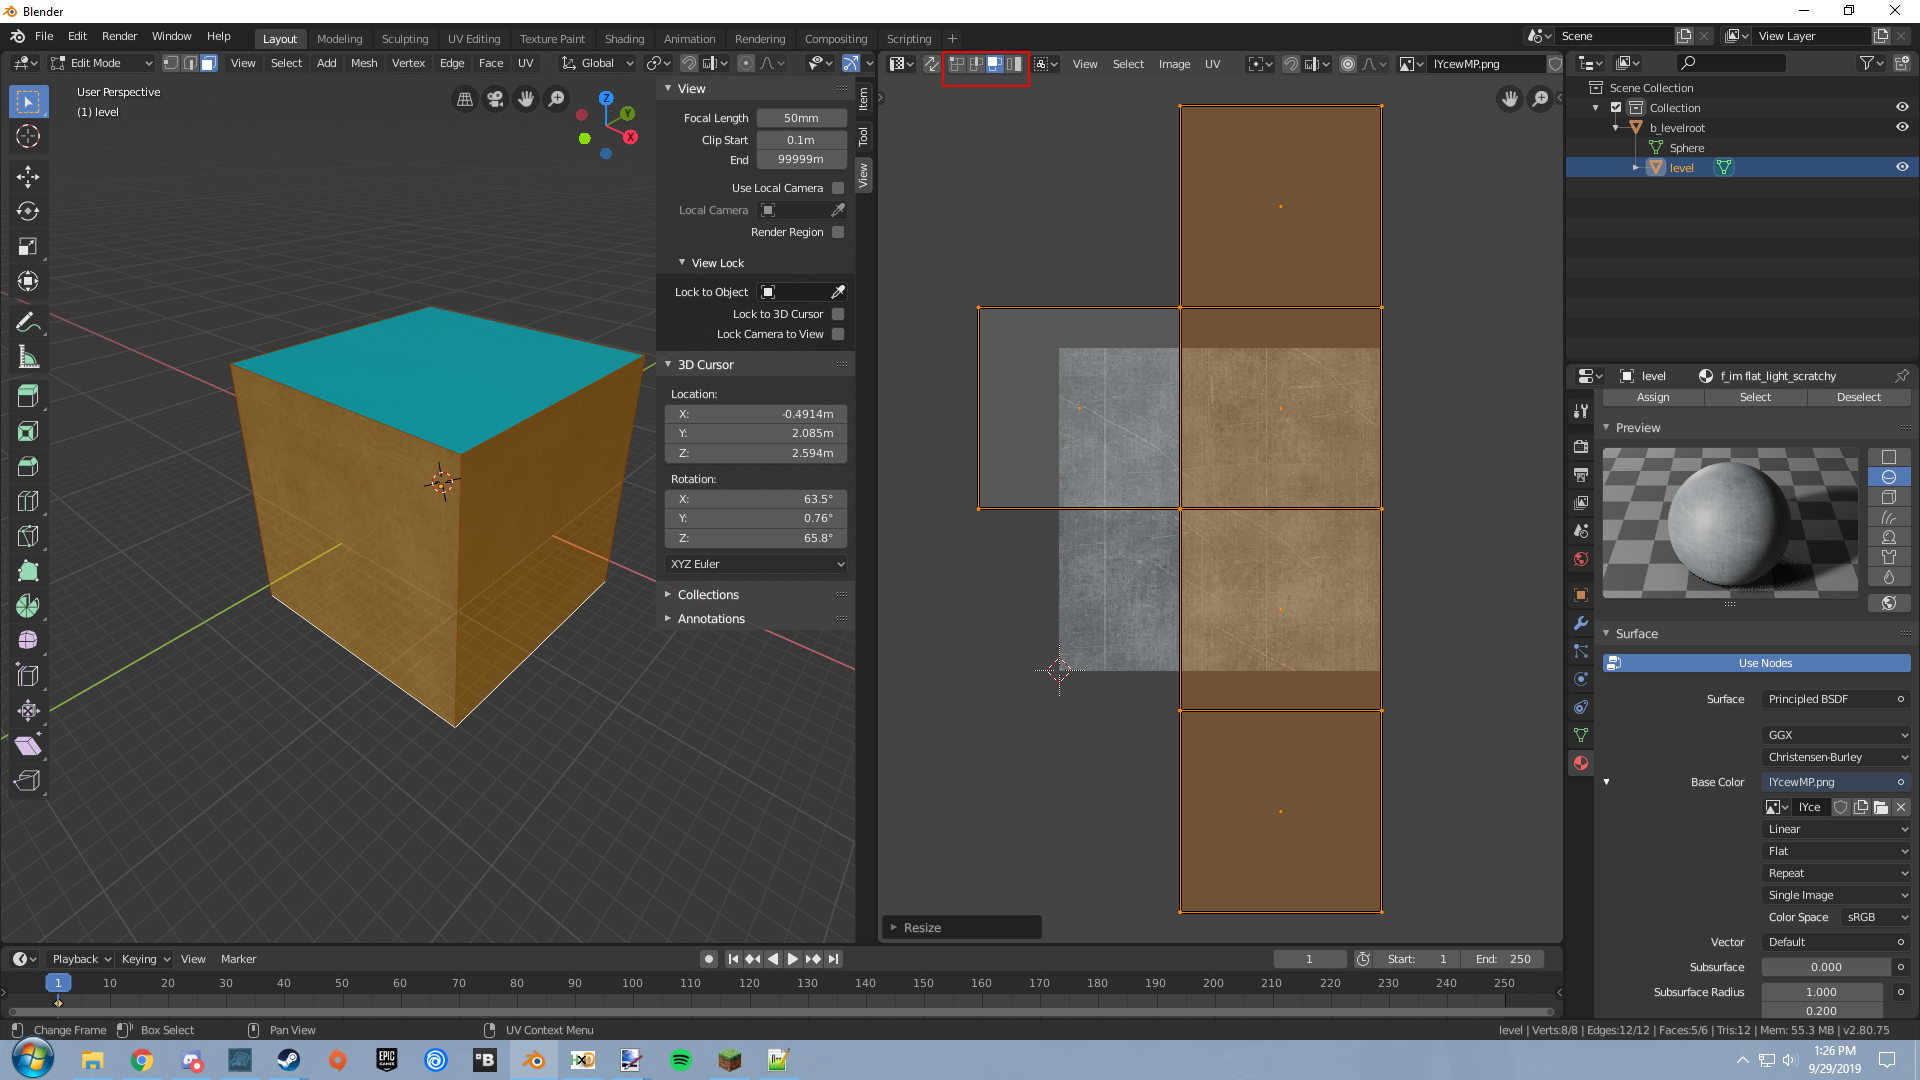 Blender
File Edit Render Window Help
Layout Modeling Sculpting UV Editing Texture Paint Shading Animation Rendering Compositing Scripting +
Scene
View Layer
Edit Mode View Select Add Mesh Vertex Edge Face UV Global
View Select Image UV lYcewMP.png
User Perspective
(1) level
Z
Y
X
View
Focal Length 50mm
Clip Start 0.1m
End 99999m
Use Local Camera
Local Camera
Render Region
View Lock
Lock to Object
Lock to 3D Cursor
Lock Camera to View
3D Cursor
Location:
X: -0.4914m
Y: 2.085m
Z: 2.594m
Rotation:
X: 63.5°
Y: 0.76°
Z: 65.8°
XYZ Euler
Collections
Annotations
Item
Tool
View
Resize
Scene Collection
Collection
b_levelroot
Sphere
level
level f_im flat_light_scratchy
Assign Select Deselect
Preview
Surface
Use Nodes
Surface Principled BSDF
GGX
Christensen-Burley
Base Color lYcewMP.png
lYce
Linear
Flat
Repeat
Single Image
Color Space sRGB
Vector Default
Subsurface 0.000
Subsurface Radius 1.000
0.200
Playback Keying View Marker
1 Start: 1 End: 250
1 10 20 30 40 50 60 70 80 90 100 110 120 130 140 150 160 170 180 190 200 210 220 230 240 250
Change Frame Box Select Pan View UV Context Menu
level | Verts:8/8 | Edges:12/12 | Faces:5/6 | Tris:12 | Mem: 55.3 MB | v2.80.75
EPIC GAMES
B
1:26 PM
9/29/2019